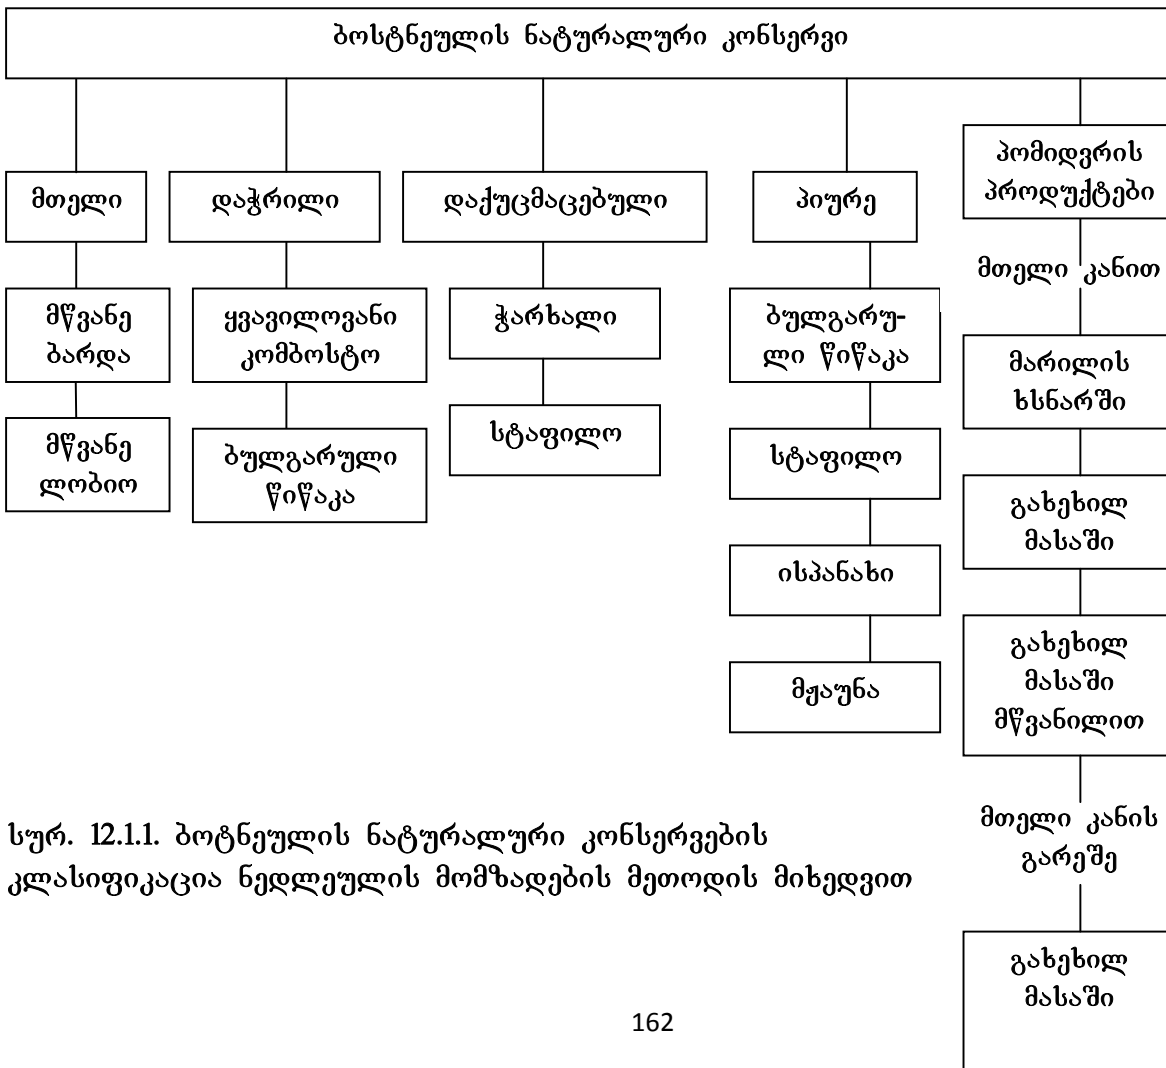 ბოსტნეულის ნატურალური კონსერვი
მთელი
მწვანე
ბარდა
მწვანე
ლობიო
დაჭრილი
ყვავილოვანი
კომბოსტო
ბულგარული
წიწაკა
დაქუცმაცებული
ჭარხალი
სტაფილო
პიურე
ბულგარუ-
ლი წიწაკა
სტაფილო
ისპანახი
მჟაუნა
პომიდვრის
პროდუქტები
მთელი კანით
მარილის
ხსნარში
გახეხილ
მასაში
გახეხილ
მასაში
მწვანილით
მთელი კანის
გარეშე
გახეხილ
მასაში
სურ. 12.1.1. ბოტნეულის ნატურალური კონსერვების
კლასიფიკაცია ნედლეულის მომზადების მეთოდის მიხედვით
162